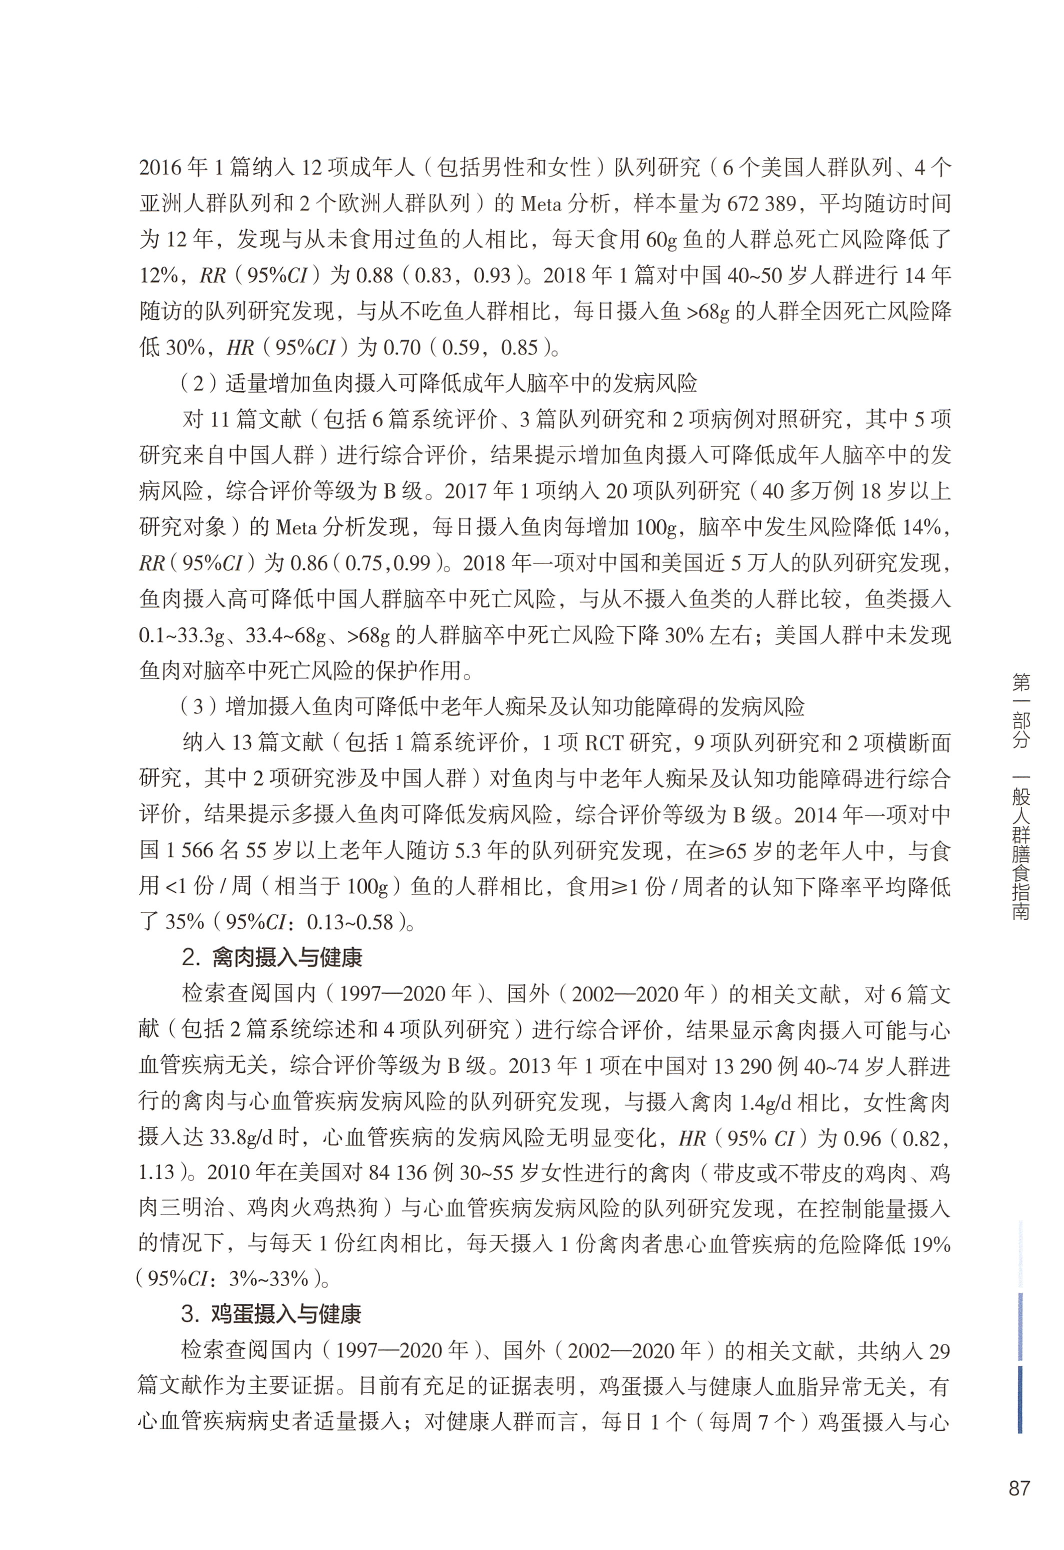 2016 年 1 篇纳入 12 项成年人（包括男性和女性）队列研究（6 个美国人群队列、4 个
亚洲人群队列和 2 个欧洲人群队列）的 Meta 分析，样本量为 672 389，平均随访时间
为 12 年，发现与从未食用过鱼的人相比，每天食用 60g 鱼的人群总死亡风险降低了
12%，RR（95%CI）为 0.88（0.83，0.93）。2018 年 1 篇对中国 40~50 岁人群进行 14 年
随访的队列研究发现，与从不吃鱼人群相比，每日摄入鱼 >68g 的人群全因死亡风险降
低 30%，HR（95%CI）为 0.70（0.59，0.85）。
（2）适量增加鱼肉摄入可降低成年人脑卒中的发病风险
对 11 篇文献（包括 6 篇系统评价、3 篇队列研究和 2 项病例对照研究，其中 5 项
研究来自中国人群）进行综合评价，结果提示增加鱼肉摄入可降低成年人脑卒中的发
病风险，综合评价等级为 B 级。2017 年 1 项纳入 20 项队列研究（40 多万例 18 岁以上
研究对象）的 Meta 分析发现，每日摄入鱼肉每增加 100g，脑卒中发生风险降低 14%，
RR（95%CI）为 0.86（0.75,0.99）。2018 年一项对中国和美国近 5 万人的队列研究发现，
鱼肉摄入高可降低中国人群脑卒中死亡风险，与从不摄入鱼类的人群比较，鱼类摄入
0.1~33.3g、33.4~68g、>68g 的人群脑卒中死亡风险下降 30% 左右；美国人群中未发现
鱼肉对脑卒中死亡风险的保护作用。
（3）增加摄入鱼肉可降低中老年人痴呆及认知功能障碍的发病风险
纳入 13 篇文献（包括 1 篇系统评价，1 项 RCT 研究，9 项队列研究和 2 项横断面
研究，其中 2 项研究涉及中国人群）对鱼肉与中老年人痴呆及认知功能障碍进行综合
评价，结果提示多摄入鱼肉可降低发病风险，综合评价等级为 B 级。2014 年一项对中
国 1 566 名 55 岁以上老年人随访 5.3 年的队列研究发现，在≥65 岁的老年人中，与食
用 <1 份 / 周（相当于 100g）鱼的人群相比，食用≥1 份 / 周者的认知下降率平均降低
了 35%（95%CI：0.13~0.58）。
2. 禽肉摄入与健康
检索查阅国内（1997—2020 年）、国外（2002—2020 年）的相关文献，对 6 篇文
献（包括 2 篇系统综述和 4 项队列研究）进行综合评价，结果显示禽肉摄入可能与心
血管疾病无关，综合评价等级为 B 级。2013 年 1 项在中国对 13 290 例 40~74 岁人群进
行的禽肉与心血管疾病发病风险的队列研究发现，与摄入禽肉 1.4g/d 相比，女性禽肉
摄入达 33.8g/d 时，心血管疾病的发病风险无明显变化，HR（95% CI）为 0.96（0.82，
1.13）。2010 年在美国对 84 136 例 30~55 岁女性进行的禽肉（带皮或不带皮的鸡肉、鸡
肉三明治、鸡肉火鸡热狗）与心血管疾病发病风险的队列研究发现，在控制能量摄入
的情况下，与每天 1 份红肉相比，每天摄入 1 份禽肉者患心血管疾病的危险降低 19%
（95%CI：3%~33%）。
3. 鸡蛋摄入与健康
检索查阅国内（1997—2020 年）、国外（2002—2020 年）的相关文献，共纳入 29
篇文献作为主要证据。目前有充足的证据表明，鸡蛋摄入与健康人血脂异常无关，有
心血管疾病病史者适量摄入；对健康人群而言，每日 1 个（每周 7 个）鸡蛋摄入与心
第一部分 一般人群膳食指南
87